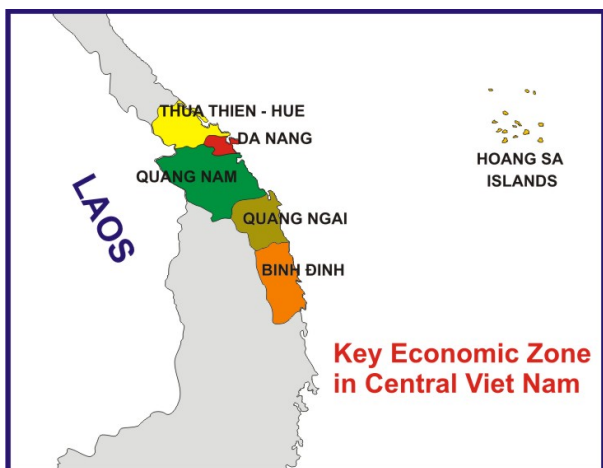 THUA THIEN - HUE
DA NANG
HOANG SA
ISLANDS
QUANG NAM
LAOS
QUANG NGAI
BINH ĐINH
Key Economic Zone
in Central Viet Nam